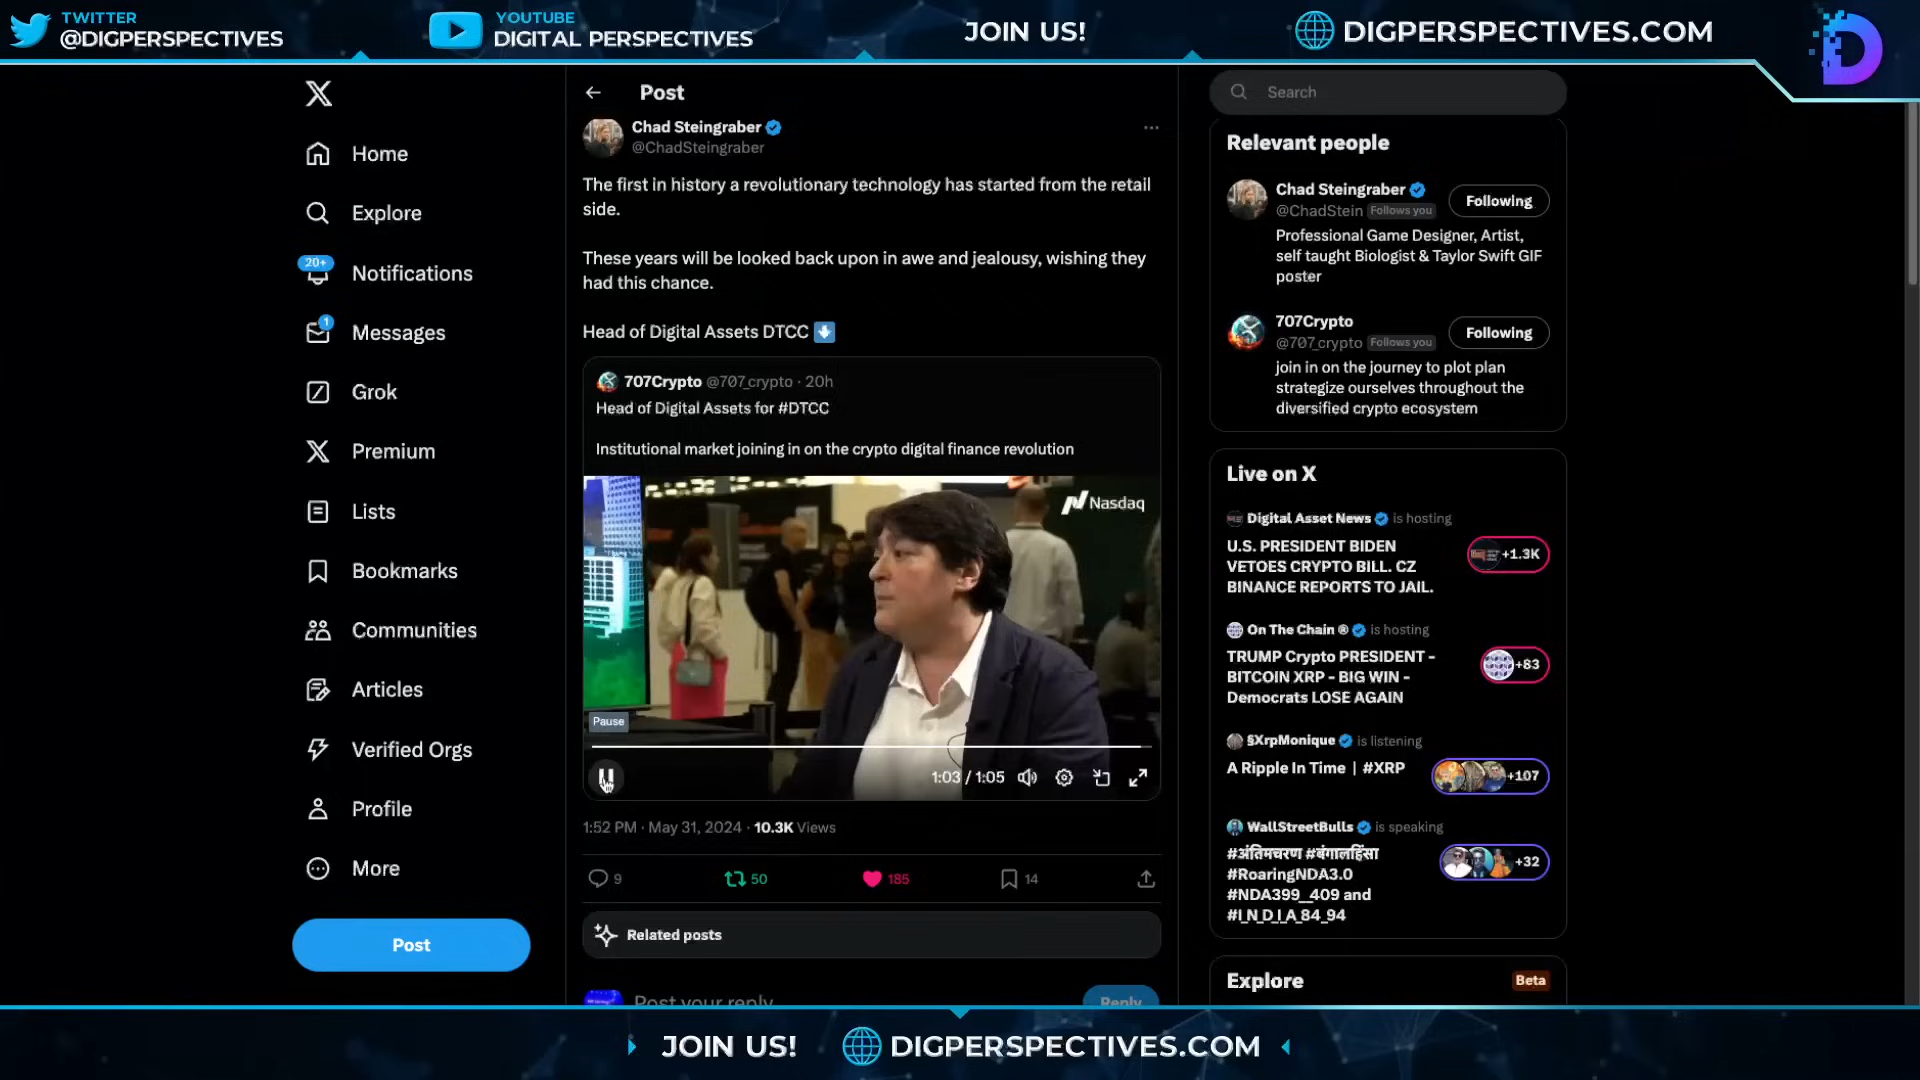 TWITTER
@DIGPERSPECTIVES
YOUTUBE
DIGITAL PERSPECTIVES
JOIN US!
DIGPERSPECTIVES.COM
Home
Explore
20+
Notifications
1
Messages
Grok
Premium
Lists
Bookmarks
Communities
Articles
Verified Orgs
Profile
More
Post
Post
Chad Steingraber
@ChadSteingraber
The first in history a revolutionary technology has started from the retail
side.
These years will be looked back upon in awe and jealousy, wishing they
had this chance.
Head of Digital Assets DTCC
707Crypto @707_crypto · 20h
Head of Digital Assets for #DTCC
Institutional market joining in on the crypto digital finance revolution
Nasdaq
Pause
1:03 / 1:05
1:52 PM · May 31, 2024 · 10.3K Views
9
50
185
14
Related posts
Post your reply
Reply
Search
Relevant people
Chad Steingraber
@ChadStein Follows you
Following
Professional Game Designer, Artist,
self taught Biologist & Taylor Swift GIF
poster
707Crypto
@707_crypto Follows you
Following
join in on the journey to plot plan
strategize ourselves throughout the
diversified crypto ecosystem
Live on X
Digital Asset News is hosting
U.S. PRESIDENT BIDEN
VETOES CRYPTO BILL. CZ
BINANCE REPORTS TO JAIL.
+1.3K
On The Chain ® is hosting
TRUMP Crypto PRESIDENT -
BITCOIN XRP - BIG WIN -
Democrats LOSE AGAIN
+83
§XrpMonique is listening
A Ripple In Time | #XRP
+107
WallStreetBulls is speaking
#अंतिमचरण #बंगालहिंसा
#RoaringNDA3.0
#NDA399__409 and
#I_N_D_I_A_84_94
+32
Explore
Beta
JOIN US!
DIGPERSPECTIVES.COM